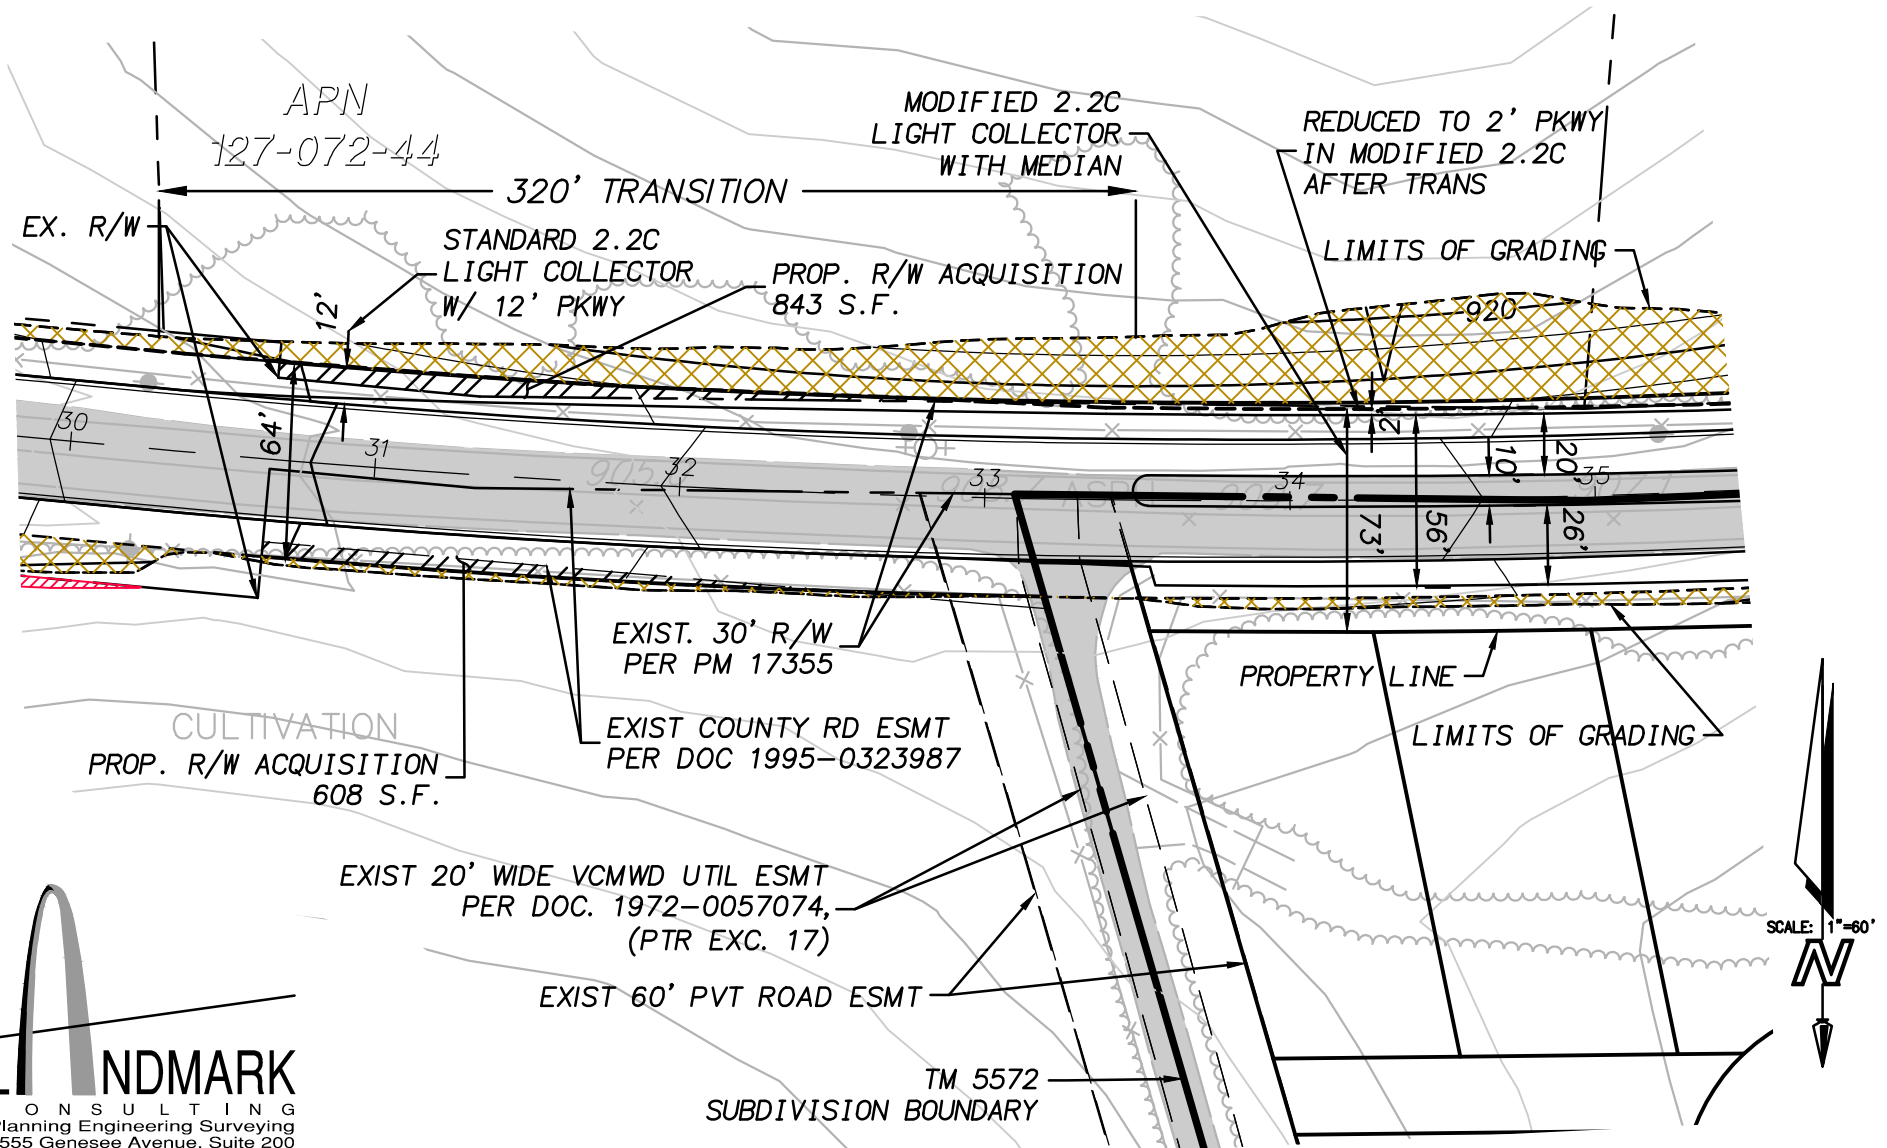 APN
127-072-44
320' TRANSITION
MODIFIED 2.2C
LIGHT COLLECTOR
WITH MEDIAN
REDUCED TO 2' PKWY
IN MODIFIED 2.2C
AFTER TRANS
EX. R/W
STANDARD 2.2C
LIGHT COLLECTOR
W/ 12' PKWY
PROP. R/W ACQUISITION
843 S.F.
LIMITS OF GRADING
12'
920
64'
30
31
32
33
34
35
2'
10'
20'
73'
56'
26'
EXIST. 30' R/W
PER PM 17355
PROPERTY LINE
EXIST COUNTY RD ESMT
PER DOC 1995-0323987
LIMITS OF GRADING
CULTIVATION
PROP. R/W ACQUISITION
608 S.F.
EXIST 20' WIDE VCMWD UTIL ESMT
PER DOC. 1972-0057074,
(PTR EXC. 17)
EXIST 60' PVT ROAD ESMT
TM 5572
SUBDIVISION BOUNDARY
SCALE: 1"=60'
N
NDMARK
O N S U L T I N G
Planning Engineering Surveying
555 Genesee Avenue, Suite 200